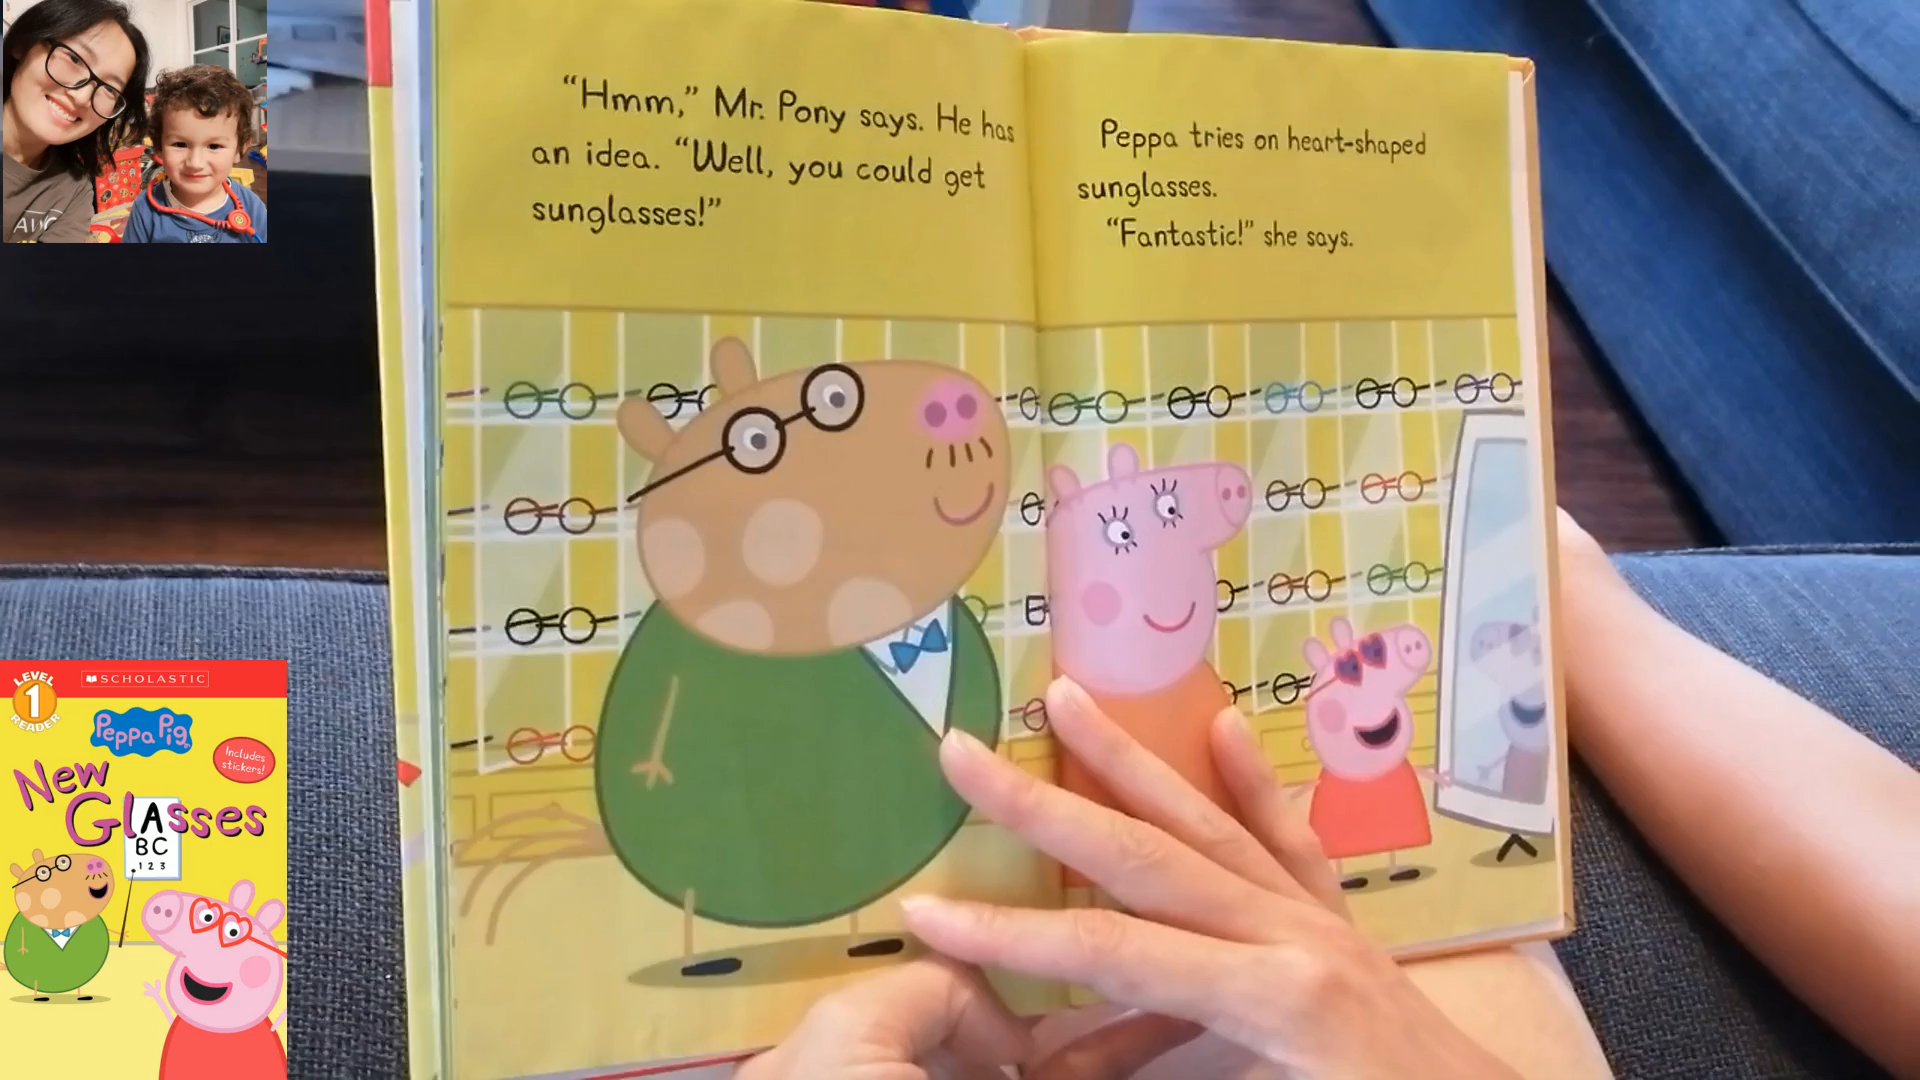 “Hmm,” Mr. Pony says. He has
an idea. “Well, you could get
sunglasses!”
Peppa tries on heart-shaped
sunglasses.
“Fantastic!” she says.
LEVEL
1
READER
SCHOLASTIC
Peppa Pig
Includes
stickers!
New
Glasses
BC
123